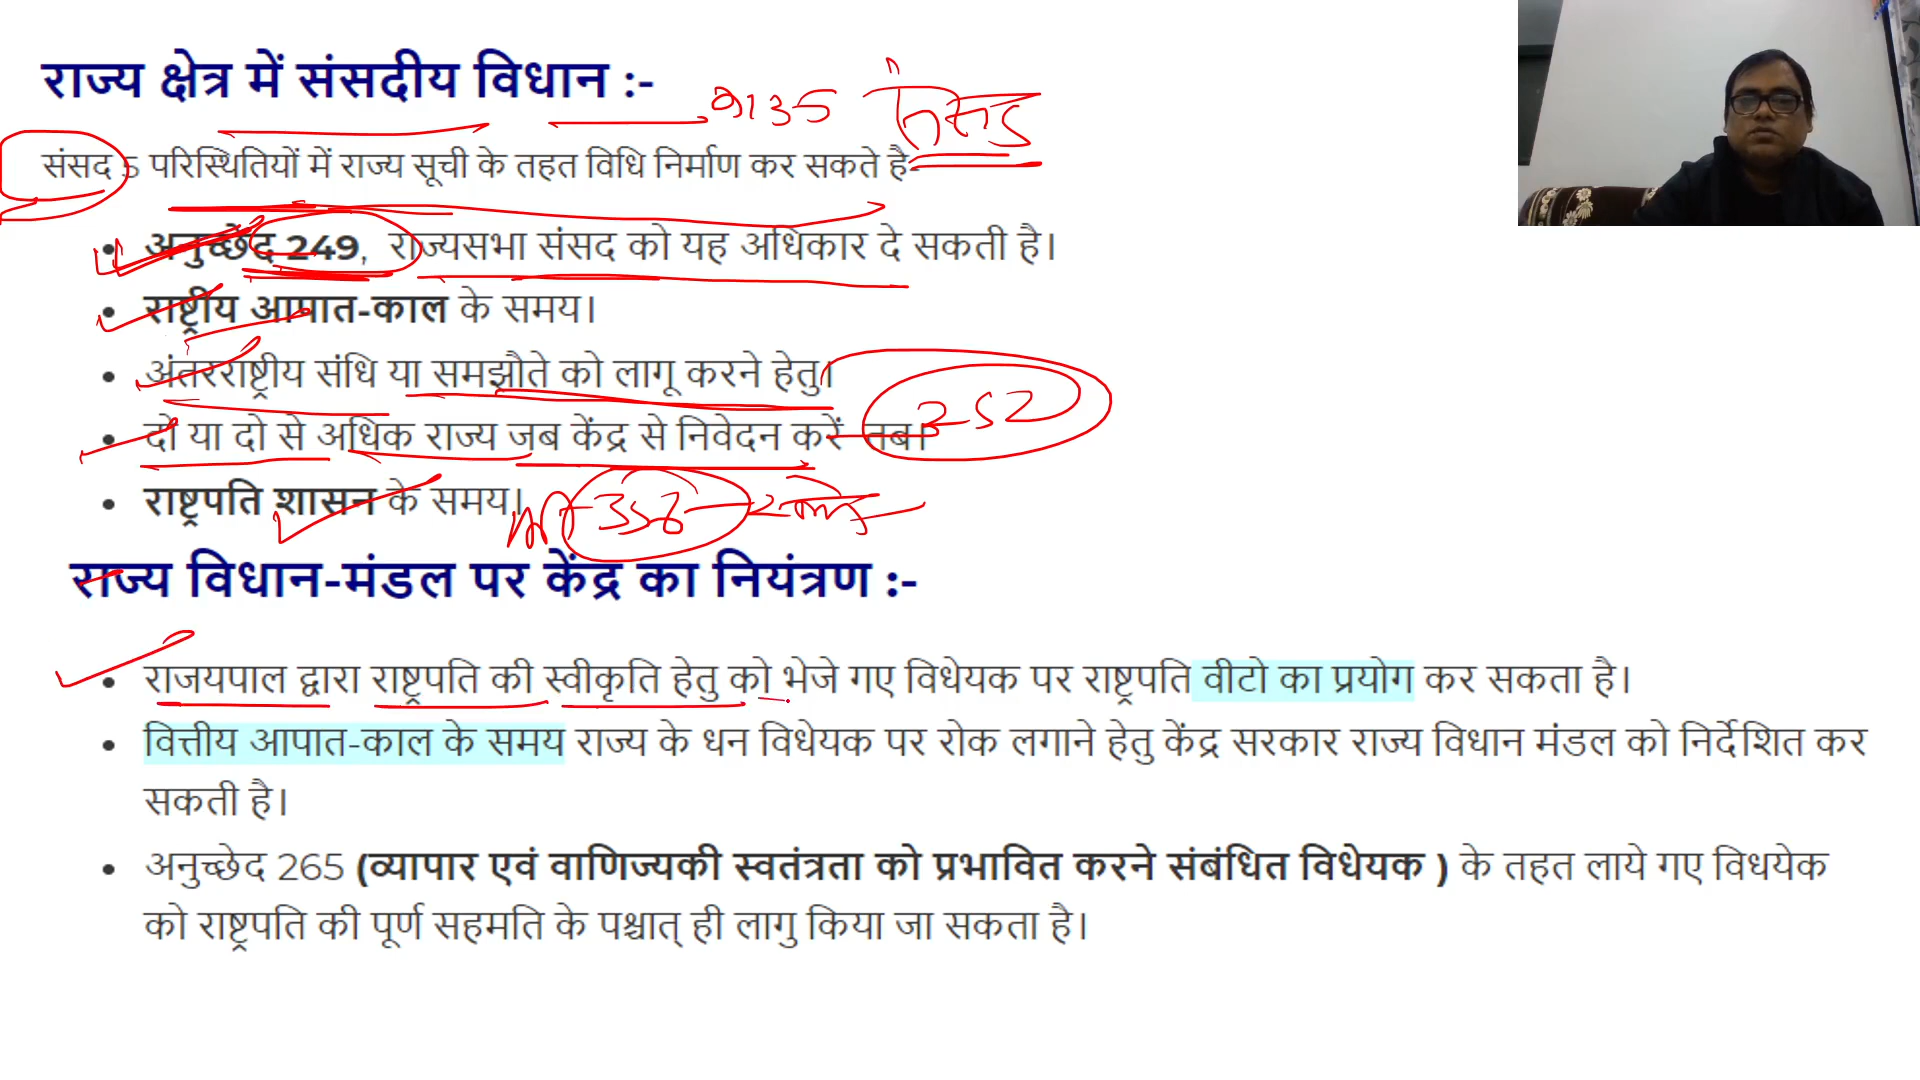 राज्य क्षेत्र में संसदीय विधान :-
संसद 5 परिस्थितियों में राज्य सूची के तहत विधि निर्माण कर सकते है-
• अनुच्छेद 249, राज्यसभा संसद को यह अधिकार दे सकती है।
• राष्ट्रीय आपात-काल के समय।
• अंतरराष्ट्रीय संधि या समझौते को लागू करने हेतु।
252
• दो या दो से अधिक राज्य जब केंद्र से निवेदन करें तब।
• राष्ट्रपति शासन के समय।
356
राज्य विधान-मंडल पर केंद्र का नियंत्रण :-
• राजयपाल द्वारा राष्ट्रपति की स्वीकृति हेतु को भेजे गए विधेयक पर राष्ट्रपति वीटो का प्रयोग कर सकता है।
• वित्तीय आपात-काल के समय राज्य के धन विधेयक पर रोक लगाने हेतु केंद्र सरकार राज्य विधान मंडल को निर्देशित कर
सकती है।
• अनुच्छेद 265 (व्यापार एवं वाणिज्यकी स्वतंत्रता को प्रभावित करने संबंधित विधेयक ) के तहत लाये गए विधयेक
को राष्ट्रपति की पूर्ण सहमति के पश्चात् ही लागु किया जा सकता है।